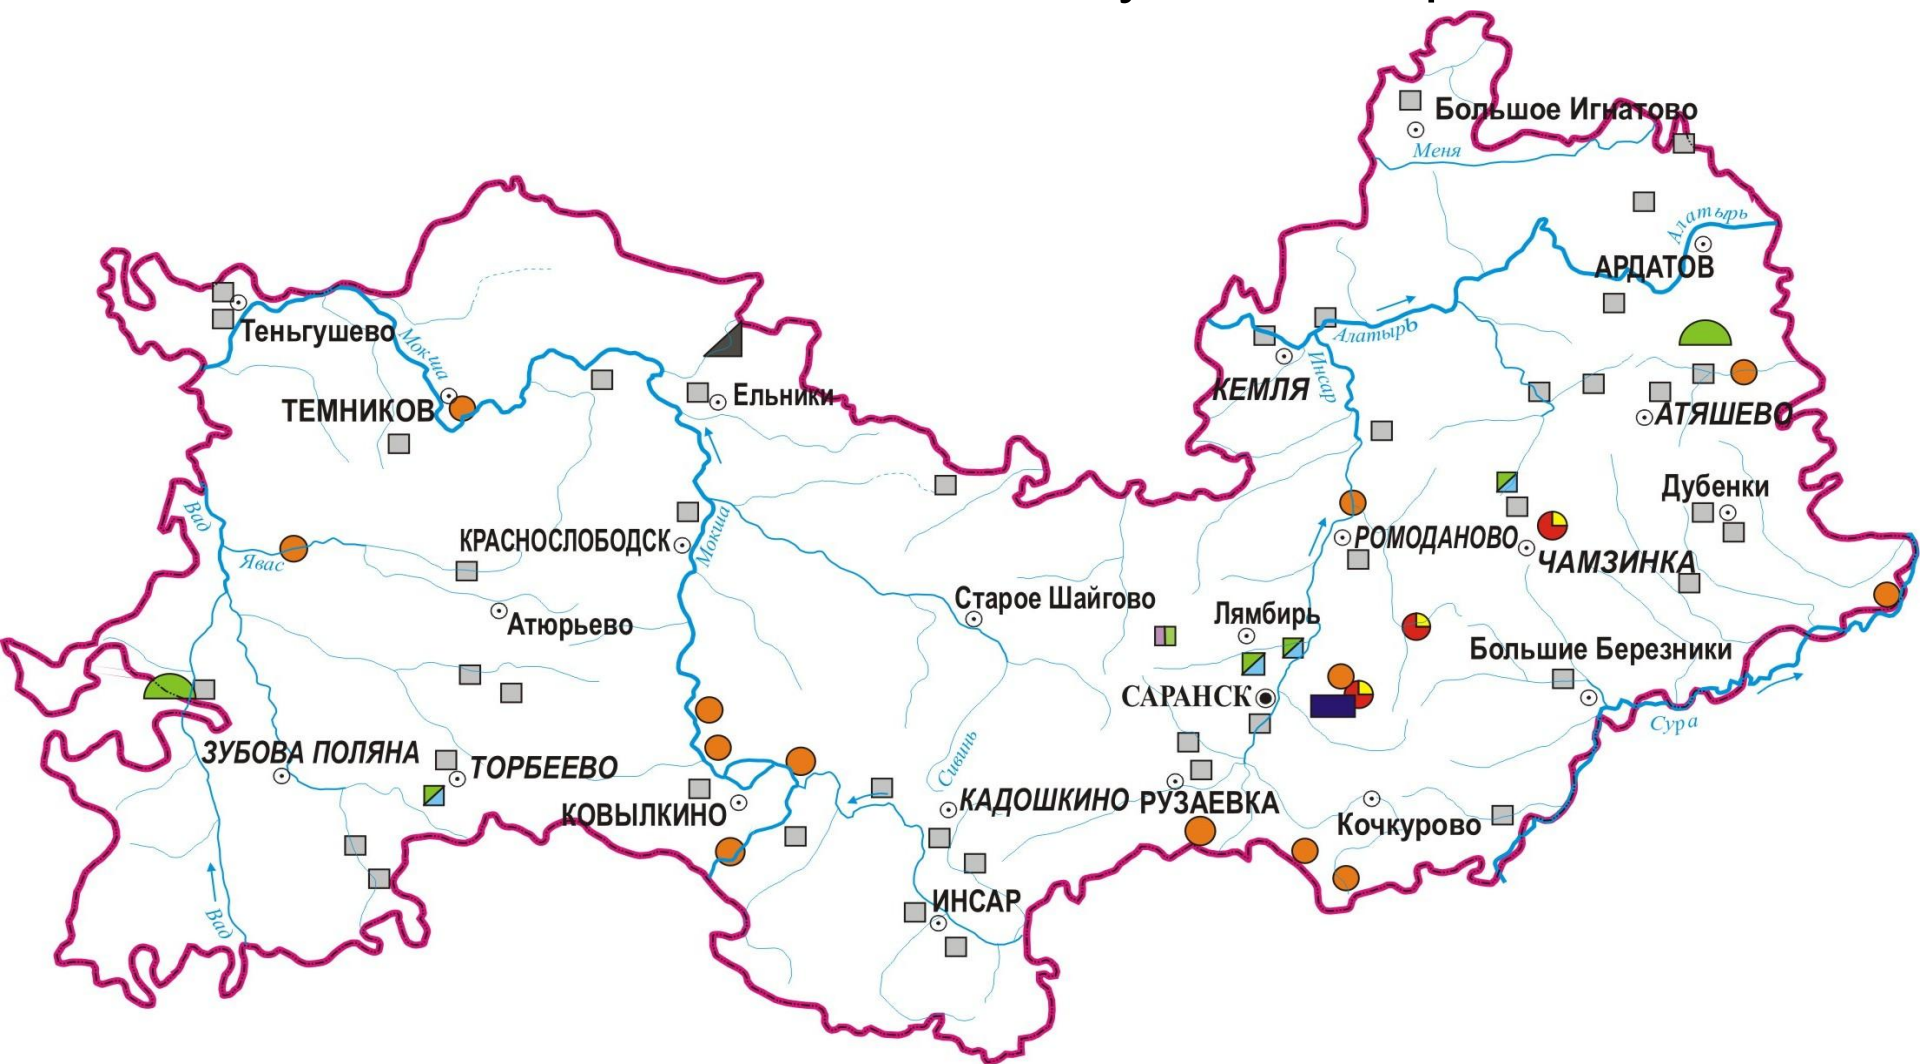 Большое Игнатово
Меня
Алатырь
АРДАТОВ
Теньгушево
Мокша
Алатырь
Инсар
КЕМЛЯ
Ельники
ТЕМНИКОВ
АТЯШЕВО
Дубенки
Вад
Явас
КРАСНОСЛОБОДСК
Мокша
РОМОДАНОВО
ЧАМЗИНКА
Старое Шайгово
Лямбирь
Атюрьево
Большие Березники
САРАНСК
Сура
ЗУБОВА ПОЛЯНА
ТОРБЕЕВО
Сивинь
КОВЫЛКИНО
КАДОШКИНО
РУЗАЕВКА
Кочкурово
ИНСАР
Вад